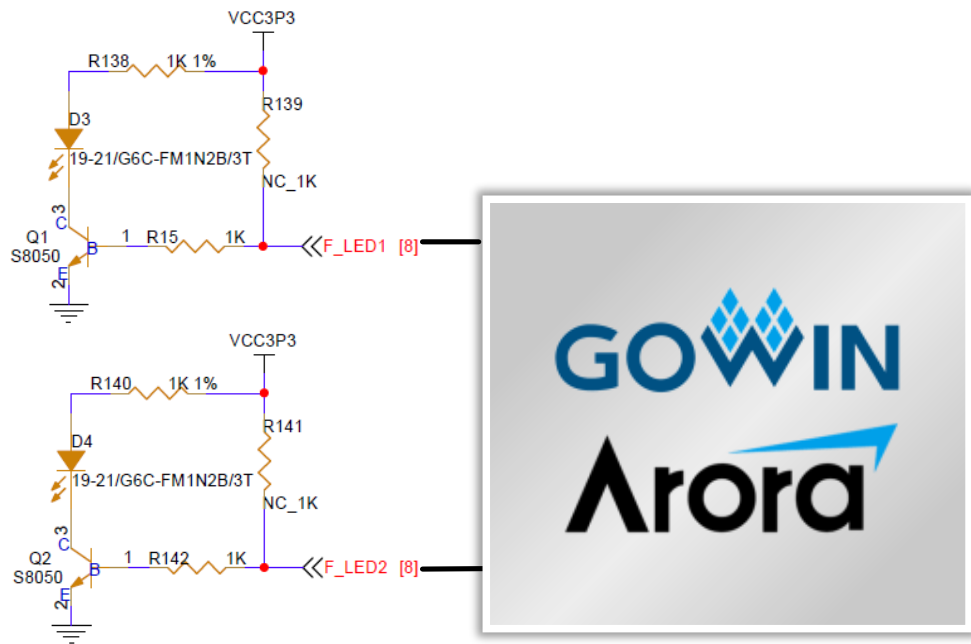 VCC3P3
R138 1K 1%
R139
D3
19-21/G6C-FM1N2B/3T
NC_1K
C 3
Q1
S8050
B 1 R15 1K
F_LED1 [8]
E
2
VCC3P3
R140 1K 1%
R141
D4
19-21/G6C-FM1N2B/3T
NC_1K
C 3
Q2
S8050
B 1 R142 1K
F_LED2 [8]
E
2
GOWIN
Arora